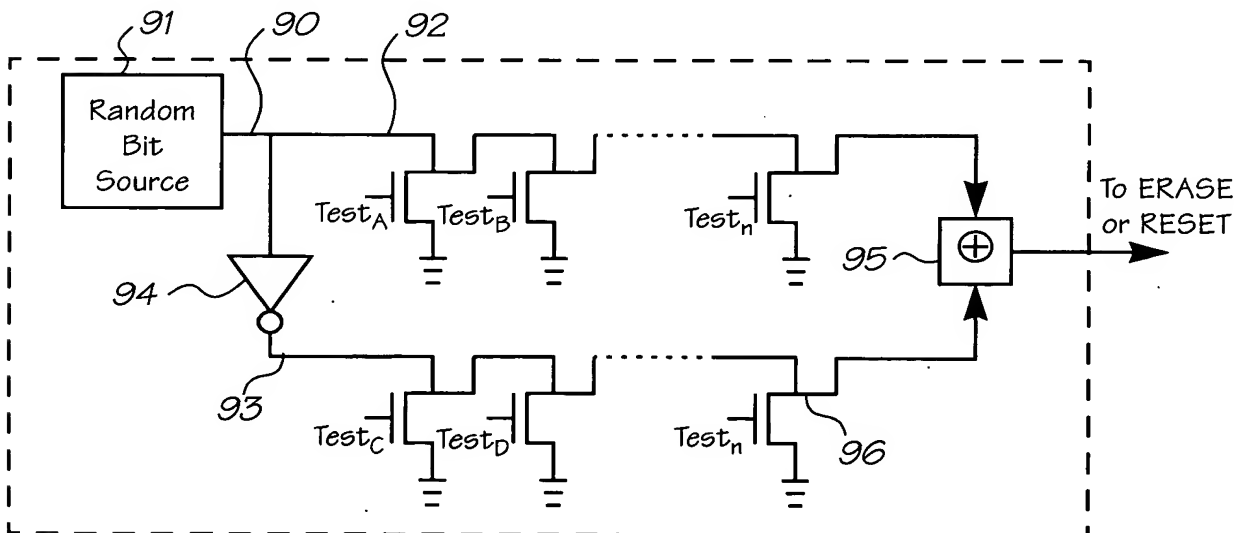 91
90
92
Random
Bit
Source
Test_A
Test_B
Test_n
To ERASE
or RESET
95
94
93
Test_C
Test_D
Test_n
96